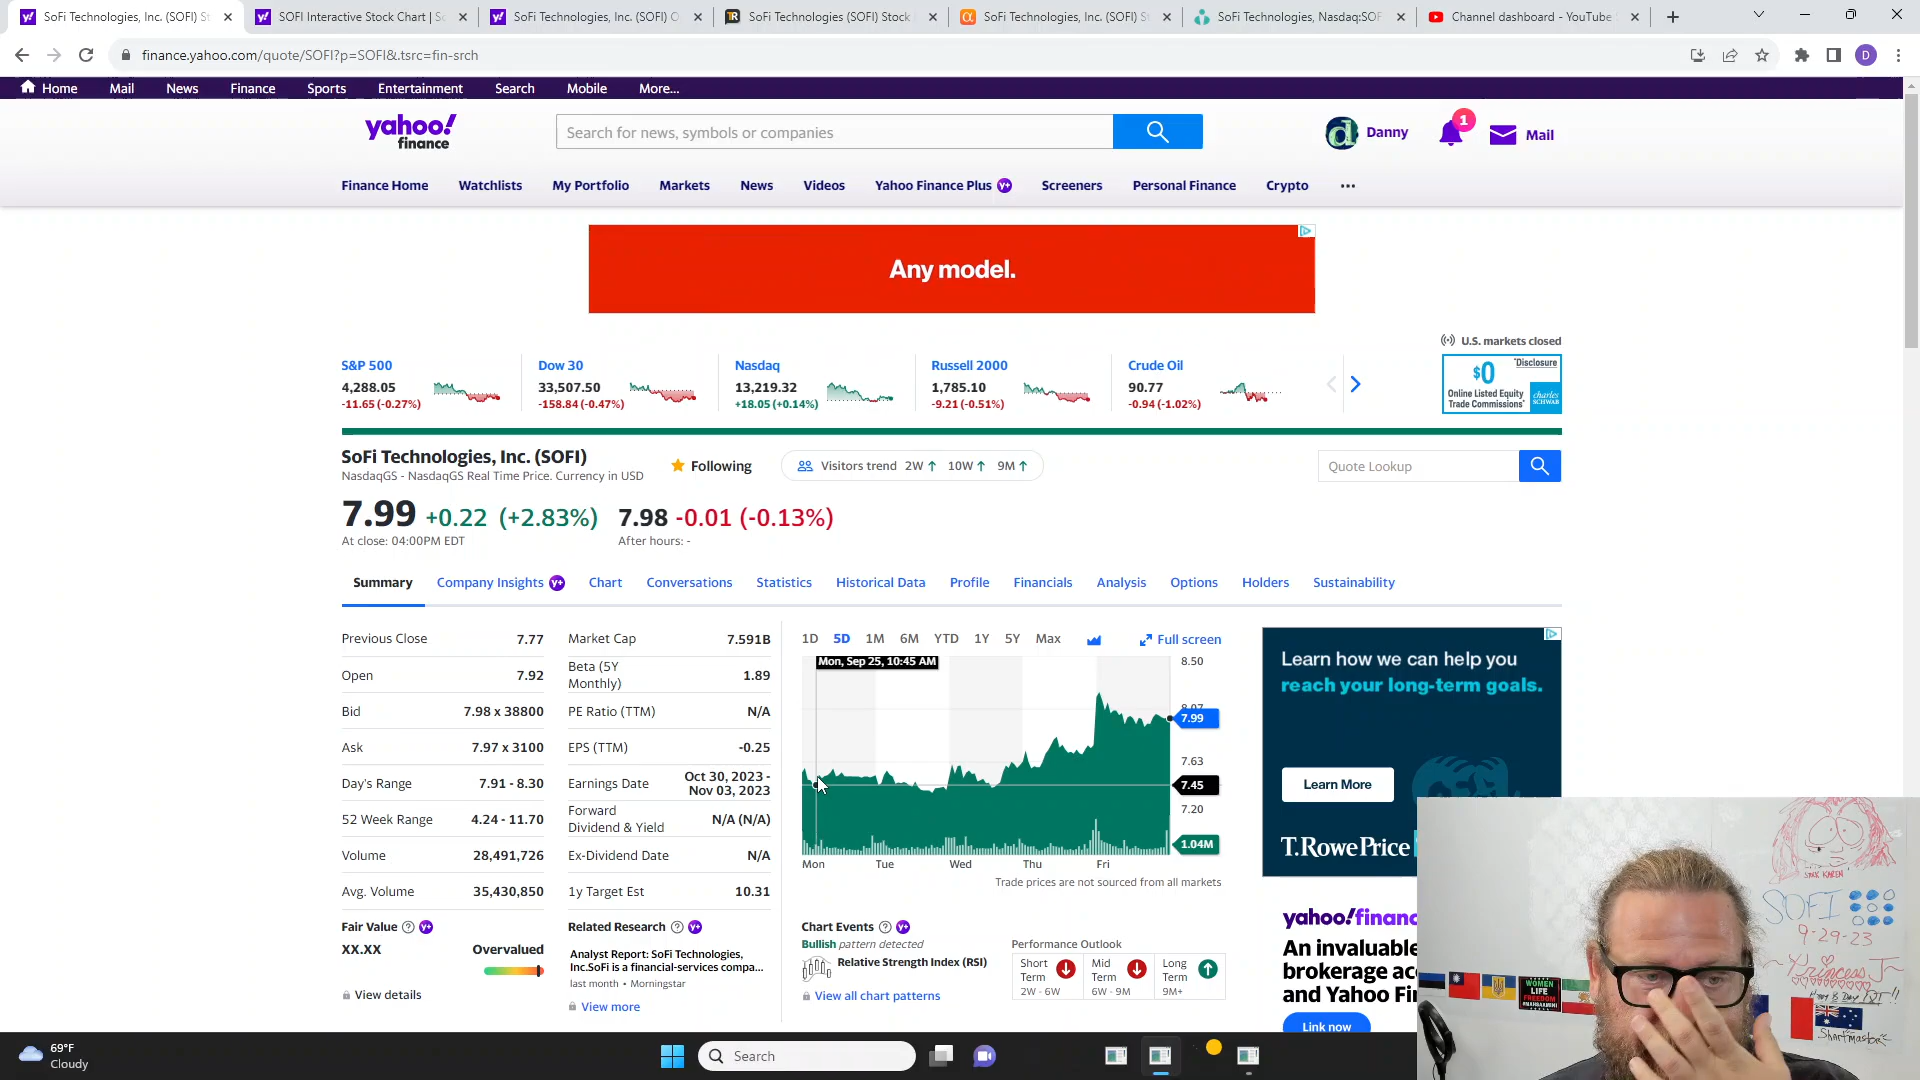 SoFi Technologies, Inc. (SOFI) St
SOFI Interactive Stock Chart | So
SoFi Technologies, Inc. (SOFI) O
SoFi Technologies (SOFI) Stock
SoFi Technologies, Inc. (SOFI) St
SoFi Technologies, Nasdaq:SOF
Channel dashboard - YouTube
finance.yahoo.com/quote/SOFI?p=SOFI&.tsrc=fin-srch
D
Home Mail News Finance Sports Entertainment Search Mobile More...
yahoo!
finance
Search for news, symbols or companies
Danny
1
Mail
Finance Home Watchlists My Portfolio Markets News Videos Yahoo Finance Plus Screeners Personal Finance Crypto ...
Any model.
U.S. markets closed
S&P 500
4,288.05
-11.65 (-0.27%)
Dow 30
33,507.50
-158.84 (-0.47%)
Nasdaq
13,219.32
+18.05 (+0.14%)
Russell 2000
1,785.10
-9.21 (-0.51%)
Crude Oil
90.77
-0.94 (-1.02%)
$0
*Disclosure
Online Listed Equity
Trade Commissions*
charles
SCHWAB
SoFi Technologies, Inc. (SOFI)
NasdaqGS - NasdaqGS Real Time Price. Currency in USD
Following
Visitors trend 2W 10W 9M
Quote Lookup
7.99 +0.22 (+2.83%)
At close: 04:00PM EDT
7.98 -0.01 (-0.13%)
After hours: -
Summary Company Insights Chart Conversations Statistics Historical Data Profile Financials Analysis Options Holders Sustainability
Previous Close 7.77
Open 7.92
Bid 7.98 x 38800
Ask 7.97 x 3100
Day's Range 7.91 - 8.30
52 Week Range 4.24 - 11.70
Volume 28,491,726
Avg. Volume 35,430,850
Market Cap 7.591B
Beta (5Y
Monthly) 1.89
PE Ratio (TTM) N/A
EPS (TTM) -0.25
Earnings Date Oct 30, 2023 -
Nov 03, 2023
Forward
Dividend & Yield N/A (N/A)
Ex-Dividend Date N/A
1y Target Est 10.31
1D 5D 1M 6M YTD 1Y 5Y Max
Full screen
Mon, Sep 25, 10:45 AM
8.50
7.99
7.63
7.45
7.20
1.04M
Mon Tue Wed Thu Fri
Trade prices are not sourced from all markets
Fair Value
XX.XX Overvalued
View details
Related Research
Analyst Report: SoFi Technologies,
Inc.SoFi is a financial-services compa...
last month • Morningstar
View more
Chart Events
Bullish pattern detected
Relative Strength Index (RSI)
View all chart patterns
Performance Outlook
Short
Term
2W - 6W
Mid
Term
6W - 9M
Long
Term
9M+
Learn how we can help you
reach your long-term goals.
Learn More
T.RowePrice
yahoo!financ
An invaluable
brokerage ac
and Yahoo Fi
Link now
SOFI
9-29-23
Princess J
WOMEN
LIFE
FREEDOM
69°F
Cloudy
Search